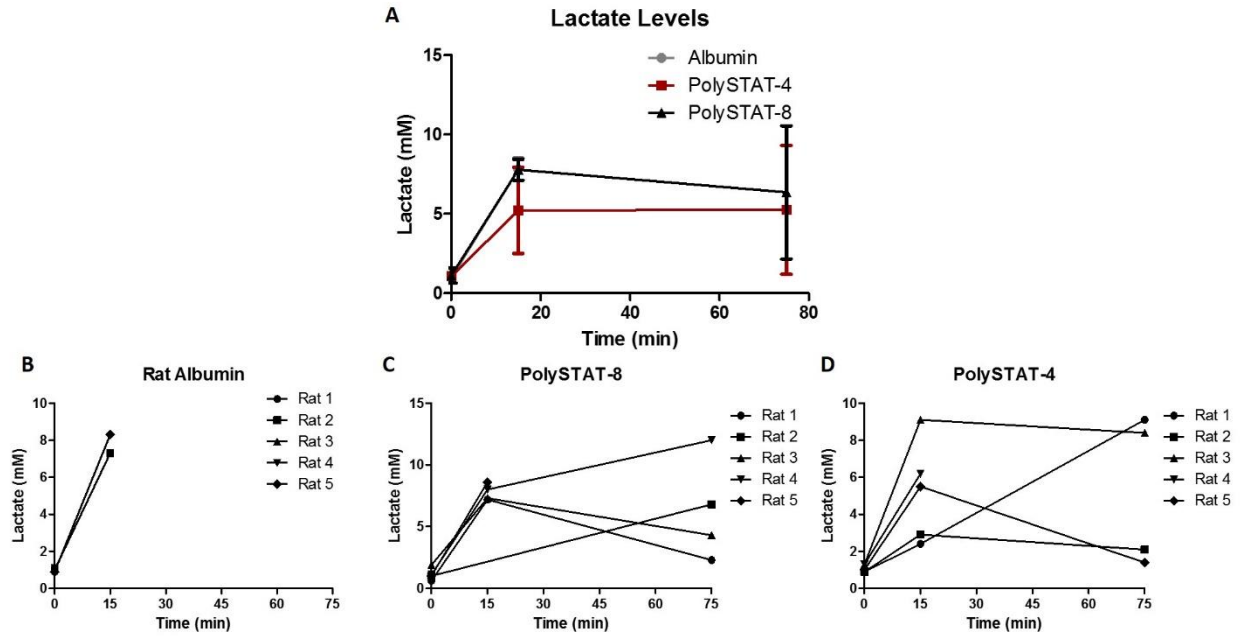 A
Lactate Levels
Albumin
PolySTAT-4
PolySTAT-8
Lactate (mM)
15
10
5
0
0 20 40 60 80
Time (min)
B
Rat Albumin
Rat 1
Rat 2
Rat 3
Rat 4
Rat 5
Lactate (mM)
10
8
6
4
2
0
0 15 30 45 60 75
Time (min)
C
PolySTAT-8
Rat 1
Rat 2
Rat 3
Rat 4
Rat 5
Lactate (mM)
15
10
5
0
0 15 30 45 60 75
Time (min)
D
PolySTAT-4
Rat 1
Rat 2
Rat 3
Rat 4
Rat 5
Lactate (mM)
10
8
6
4
2
0
0 15 30 45 60 75
Time (min)